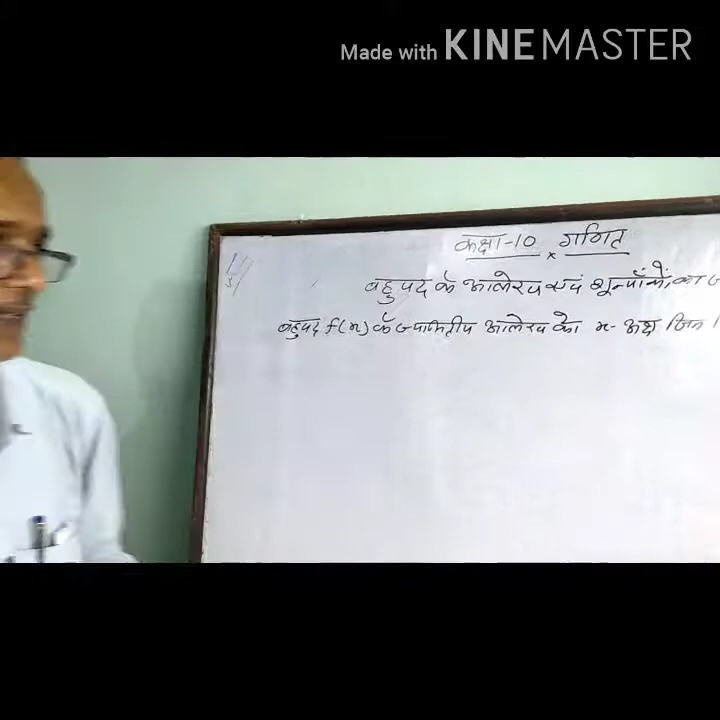 Made with KINEMASTER
कक्षा-10 गणित
बहुपद के आलेख एवं शून्याँकों का
बहुपद f(x) के ज्यामितीय आलेख को x- अक्ष जिन